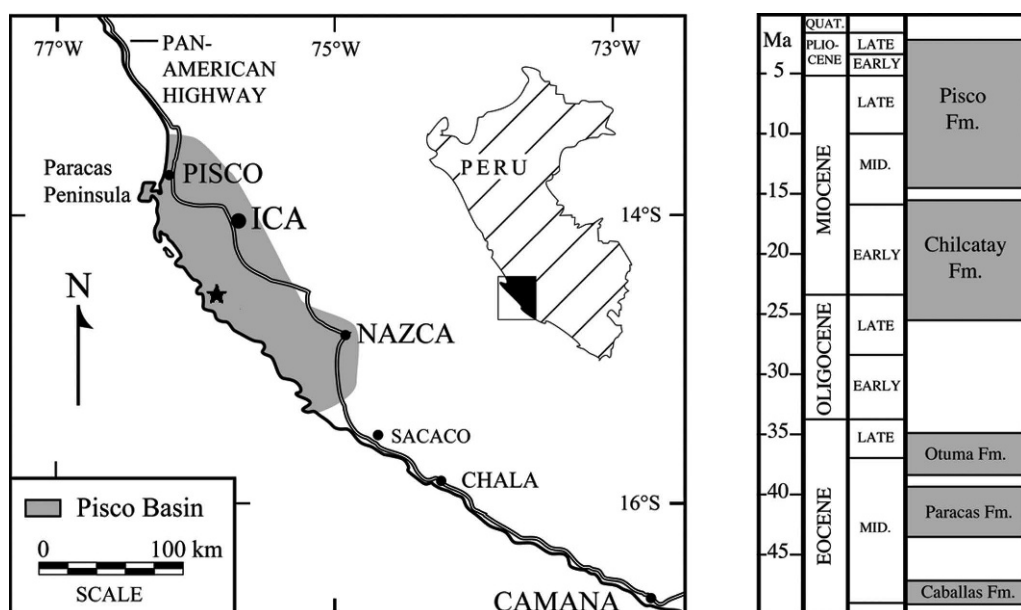 77°W
75°W
73°W
PAN-
AMERICAN
HIGHWAY
Paracas
Peninsula
PISCO
ICA
PERU
14°S
N
NAZCA
SACACO
CHALA
16°S
CAMANA
Pisco Basin
0 100 km
SCALE
Ma
QUAT.
PLIO-
CENE
LATE
EARLY
5
Pisco
Fm.
LATE
10
MIOCENE
MID.
15
Chilcatay
Fm.
20
EARLY
25
OLIGOCENE
LATE
30
EARLY
35
LATE
Otuma Fm.
40
EOCENE
MID.
Paracas Fm.
45
Caballas Fm.